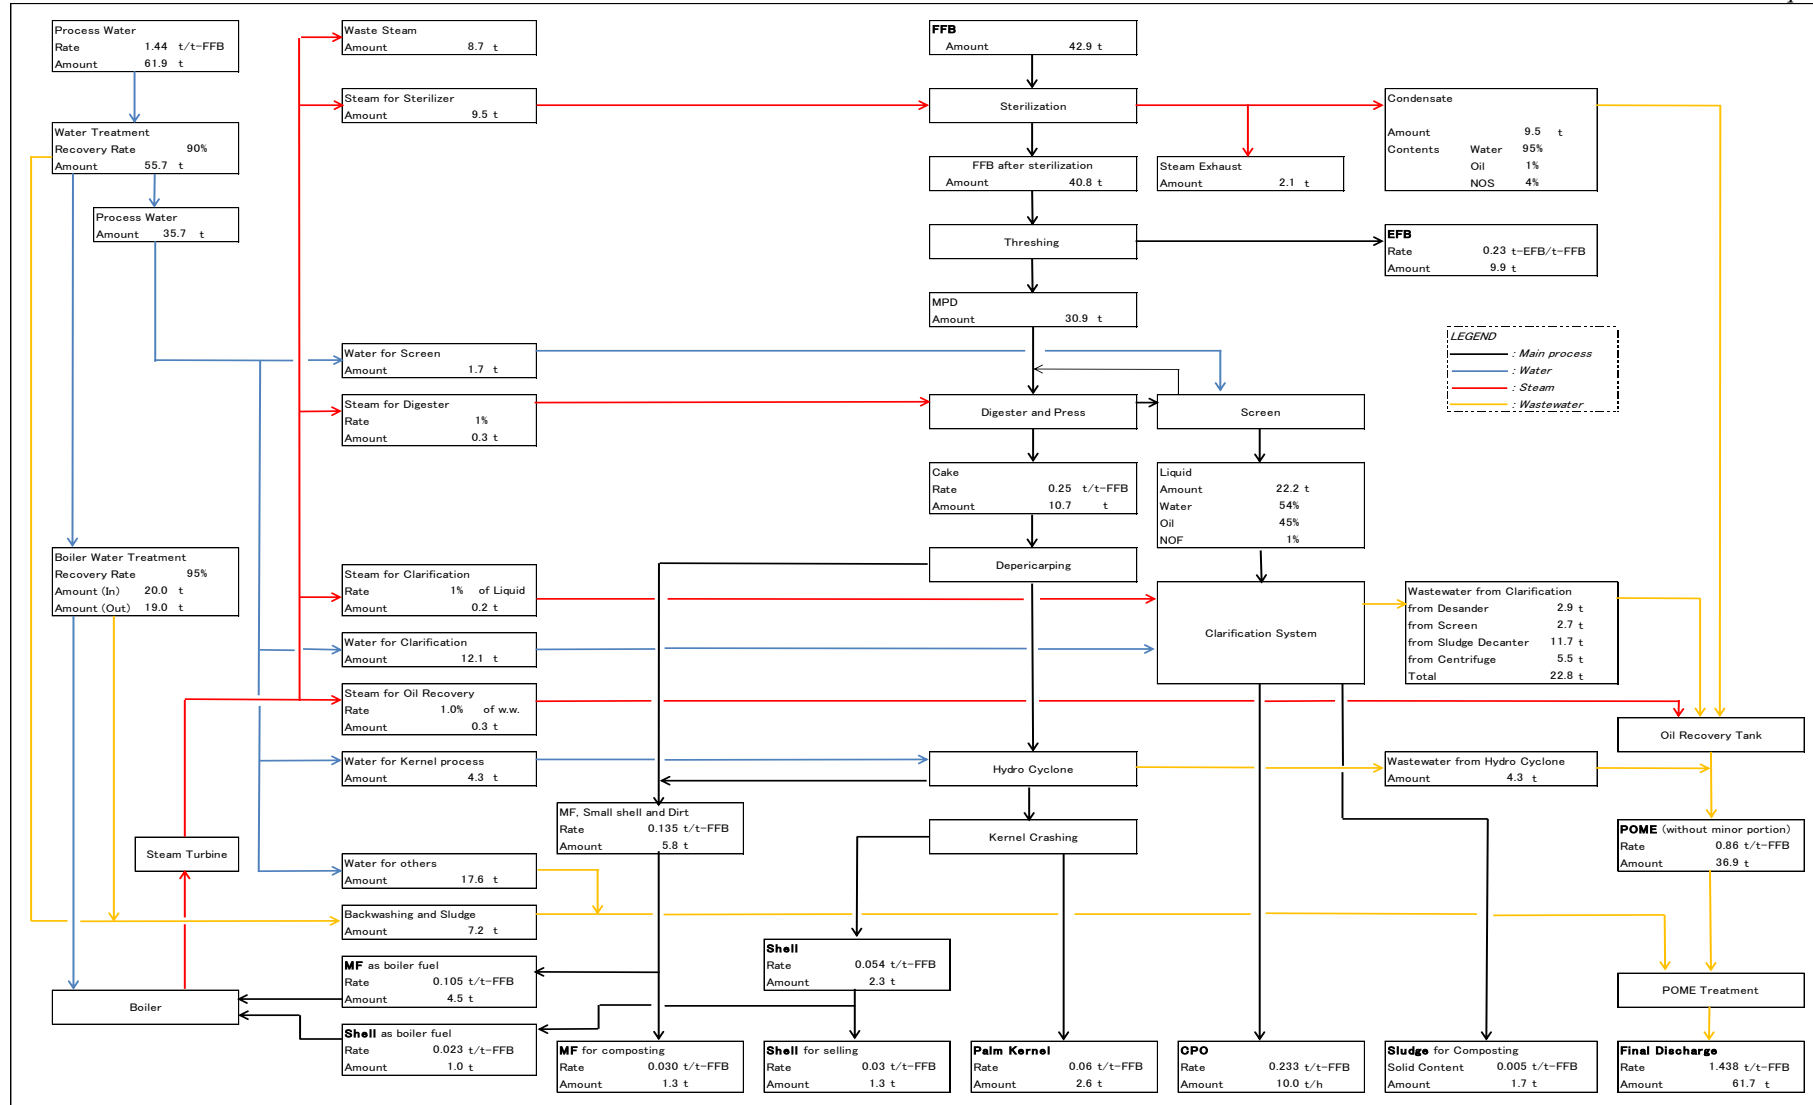 Process Water
Rate 1.44 t/t-FFB
Amount 61.9 t
Waste Steam
Amount 8.7 t
FFB
Amount 42.9 t
Steam for Sterilizer
Amount 9.5 t
Sterilization
Condensate
Amount 9.5 t
Contents Water 95%
Oil 1%
NOS 4%
Water Treatment
Recovery Rate 90%
Amount 55.7 t
FFB after sterilization
Amount 40.8 t
Steam Exhaust
Amount 2.1 t
Process Water
Amount 35.7 t
Threshing
EFB
Rate 0.23 t-EFB/t-FFB
Amount 9.9 t
MPD
Amount 30.9 t
LEGEND
: Main process
: Water
: Steam
: Wastewater
Water for Screen
Amount 1.7 t
Steam for Digester
Rate 1%
Amount 0.3 t
Digester and Press
Screen
Cake
Rate 0.25 t/t-FFB
Amount 10.7 t
Liquid
Amount 22.2 t
Water 54%
Oil 45%
NOF 1%
Boiler Water Treatment
Recovery Rate 95%
Amount (In) 20.0 t
Amount (Out) 19.0 t
Steam for Clarification
Rate 1% of Liquid
Amount 0.2 t
Depericarping
Clarification System
Wastewater from Clarification
from Desander 2.9 t
from Screen 2.7 t
from Sludge Decanter 11.7 t
from Centrifuge 5.5 t
Total 22.8 t
Water for Clarification
Amount 12.1 t
Steam for Oil Recovery
Rate 1.0% of w.w.
Amount 0.3 t
Oil Recovery Tank
Water for Kernel process
Amount 4.3 t
Hydro Cyclone
Wastewater from Hydro Cyclone
Amount 4.3 t
MF, Small shell and Dirt
Rate 0.135 t/t-FFB
Amount 5.8 t
Kernel Crashing
POME (without minor portion)
Rate 0.86 t/t-FFB
Amount 36.9 t
Steam Turbine
Water for others
Amount 17.6 t
Backwashing and Sludge
Amount 7.2 t
Shell
Rate 0.054 t/t-FFB
Amount 2.3 t
MF as boiler fuel
Rate 0.105 t/t-FFB
Amount 4.5 t
Boiler
POME Treatment
Shell as boiler fuel
Rate 0.023 t/t-FFB
Amount 1.0 t
MF for composting
Rate 0.030 t/t-FFB
Amount 1.3 t
Shell for selling
Rate 0.03 t/t-FFB
Amount 1.3 t
Palm Kernel
Rate 0.06 t/t-FFB
Amount 2.6 t
CPO
Rate 0.233 t/t-FFB
Amount 10.0 t/h
Sludge for Composting
Solid Content 0.005 t/t-FFB
Amount 1.7 t
Final Discharge
Rate 1.438 t/t-FFB
Amount 61.7 t